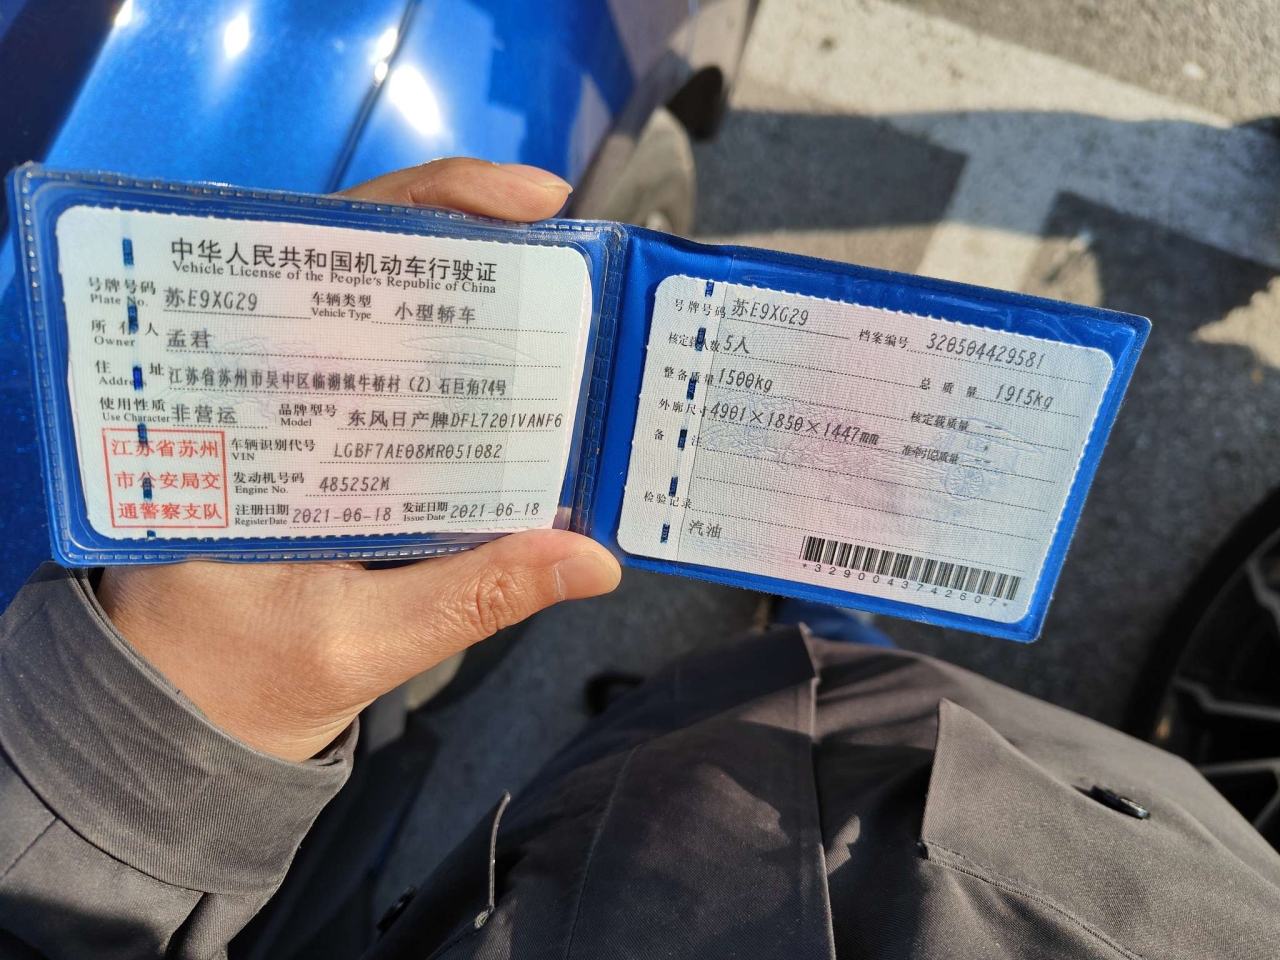 中华人民共和国机动车行驶证
Vehicle License of the People's Republic of China
号牌号码 苏E9XG29 车辆类型 小型轿车
Plate No. Vehicle Type
所有人 孟君
Owner
住址 江苏省苏州市吴中区临湖镇牛桥村(Z)石巨角74号
Address
使用性质 非营运 品牌型号 东风日产牌DFL7201VANF6
Use Character Model
江苏省苏州
市公安局交
通警察支队
车辆识别代号 LGBF7AE08MR051082
VIN
发动机号码 485252M
Engine No.
注册日期 2021-06-18 发证日期 2021-06-18
Register Date Issue Date
号牌号码 苏E9XG29 档案编号 320504429581
核定载人数 5人 总质量 1915kg
整备质量 1500kg 核定载质量 --
外廓尺寸 4901×1850×1447mm 准牵引总质量 --
备注
检验记录
汽油
*3290043742607*